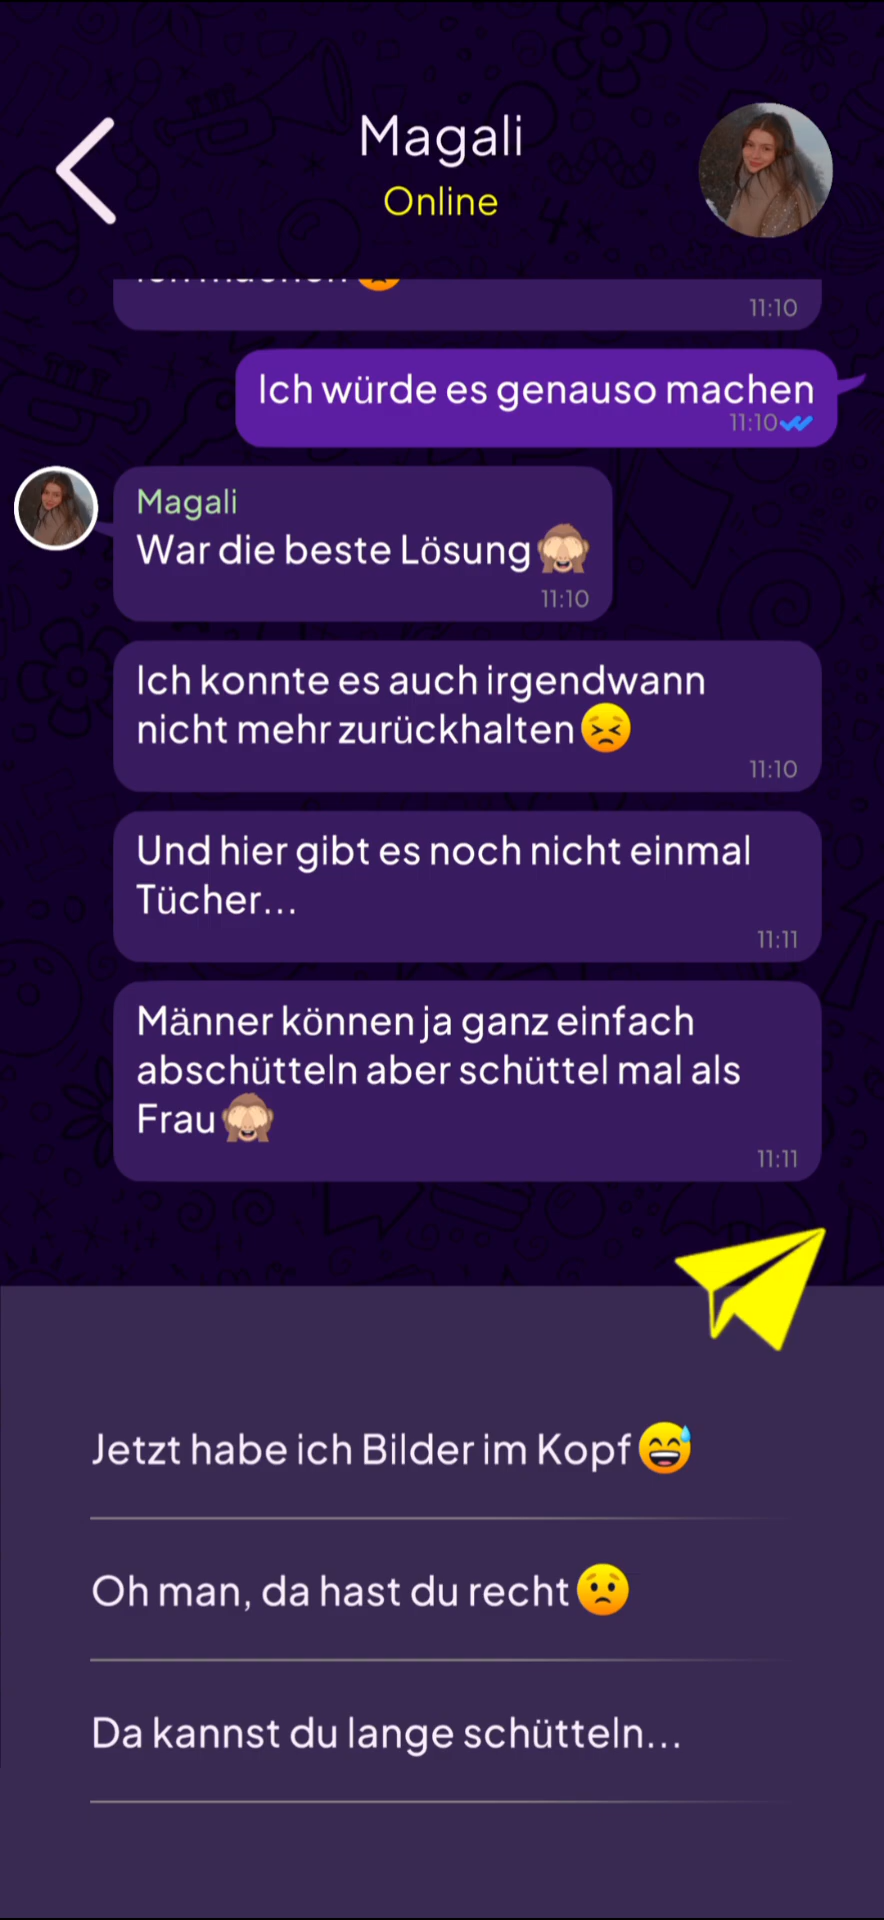 Magali
Online
11:10
Ich würde es genauso machen
11:10
Magali
War die beste Lösung🙈
11:10
Ich konnte es auch irgendwann
nicht mehr zurückhalten😣
11:10
Und hier gibt es noch nicht einmal
Tücher...
11:11
Männer können ja ganz einfach
abschütteln aber schüttel mal als
Frau🙈
11:11
Jetzt habe ich Bilder im Kopf😅
Oh man, da hast du recht😟
Da kannst du lange schütteln...